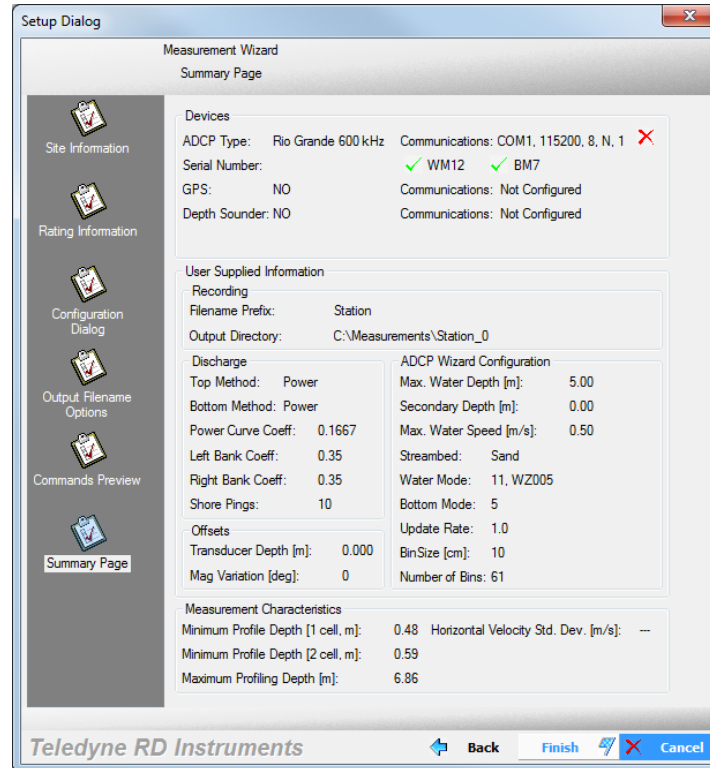 Setup Dialog
Measurement Wizard
Summary Page
Site Information
Rating Information
Configuration
Dialog
Output Filename
Options
Commands Preview
Summary Page
Devices
ADCP Type: Rio Grande 600 kHz Communications: COM1, 115200, 8, N, 1
Serial Number: WM12 BM7
GPS: NO Communications: Not Configured
Depth Sounder: NO Communications: Not Configured
User Supplied Information
Recording
Filename Prefix: Station
Output Directory: C:\Measurements\Station_0
Discharge
Top Method: Power
Bottom Method: Power
Power Curve Coeff: 0.1667
Left Bank Coeff: 0.35
Right Bank Coeff: 0.35
Shore Pings: 10
Offsets
Transducer Depth [m]: 0.000
Mag Variation [deg]: 0
ADCP Wizard Configuration
Max. Water Depth [m]: 5.00
Secondary Depth [m]: 0.00
Max. Water Speed [m/s]: 0.50
Streambed: Sand
Water Mode: 11, WZ005
Bottom Mode: 5
Update Rate: 1.0
BinSize [cm]: 10
Number of Bins: 61
Measurement Characteristics
Minimum Profile Depth [1 cell, m]: 0.48 Horizontal Velocity Std. Dev. [m/s]: ---
Minimum Profile Depth [2 cell, m]: 0.59
Maximum Profiling Depth [m]: 6.86
Teledyne RD Instruments
Back Finish Cancel